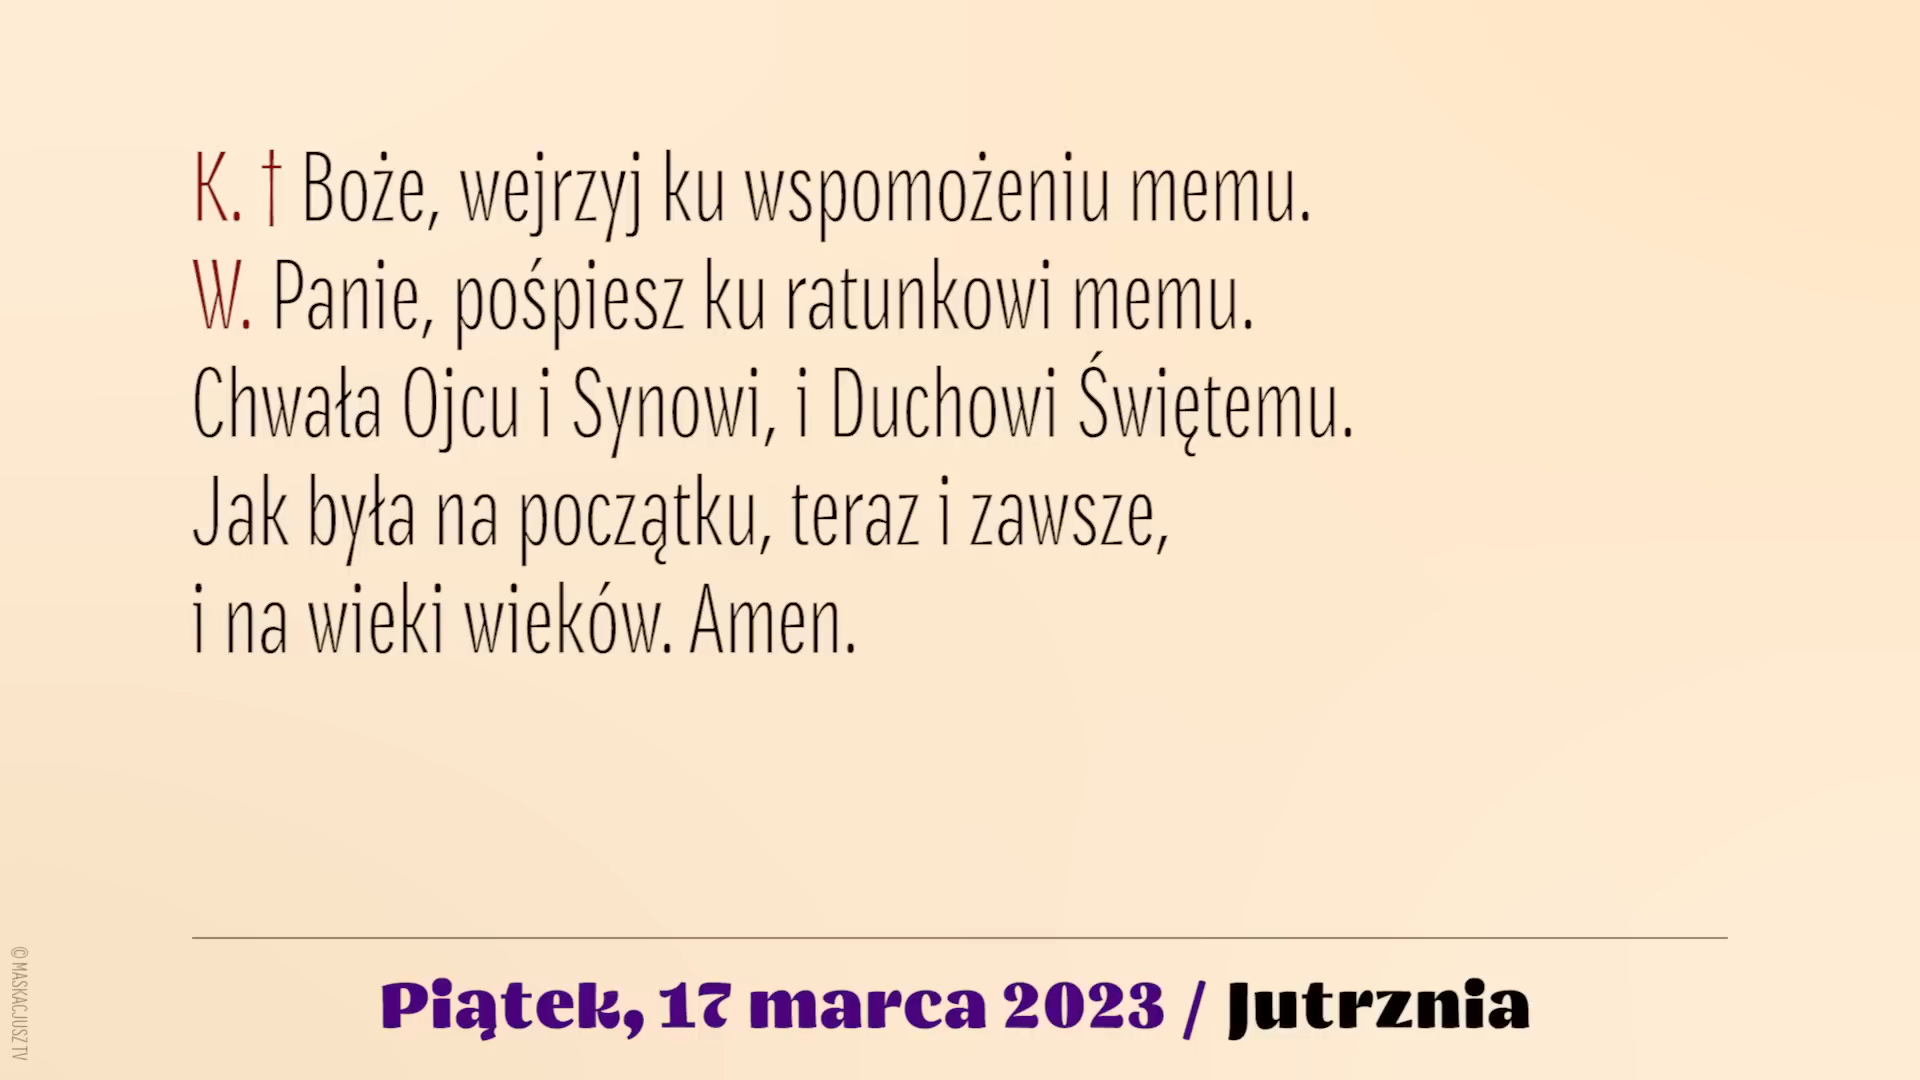 K. † Boże, wejrzyj ku wspomożeniu memu.
W. Panie, pośpiesz ku ratunkowi memu.
Chwała Ojcu i Synowi, i Duchowi Świętemu.
Jak była na początku, teraz i zawsze,
i na wieki wieków. Amen.
Piątek, 17 marca 2023 / Jutrznia
© MASKACJUSZ TV